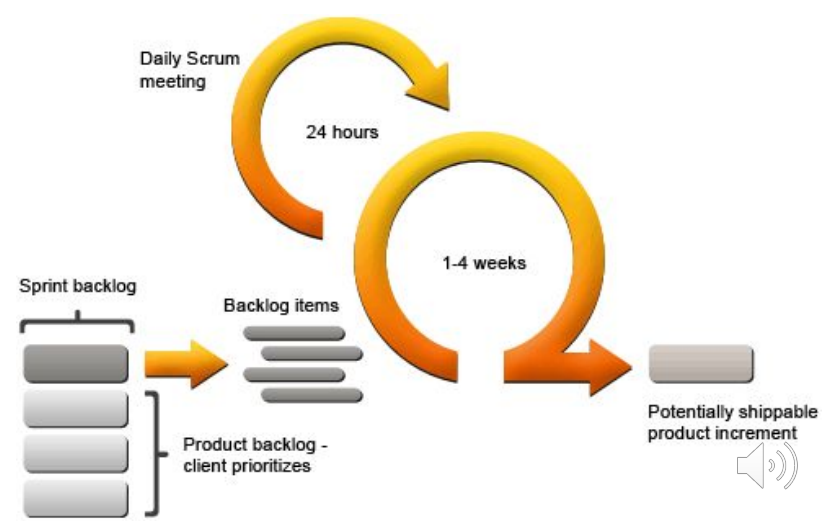 Daily Scrum
meeting
24 hours
1-4 weeks
Sprint backlog
Backlog items
Product backlog -
client prioritizes
Potentially shippable
product increment